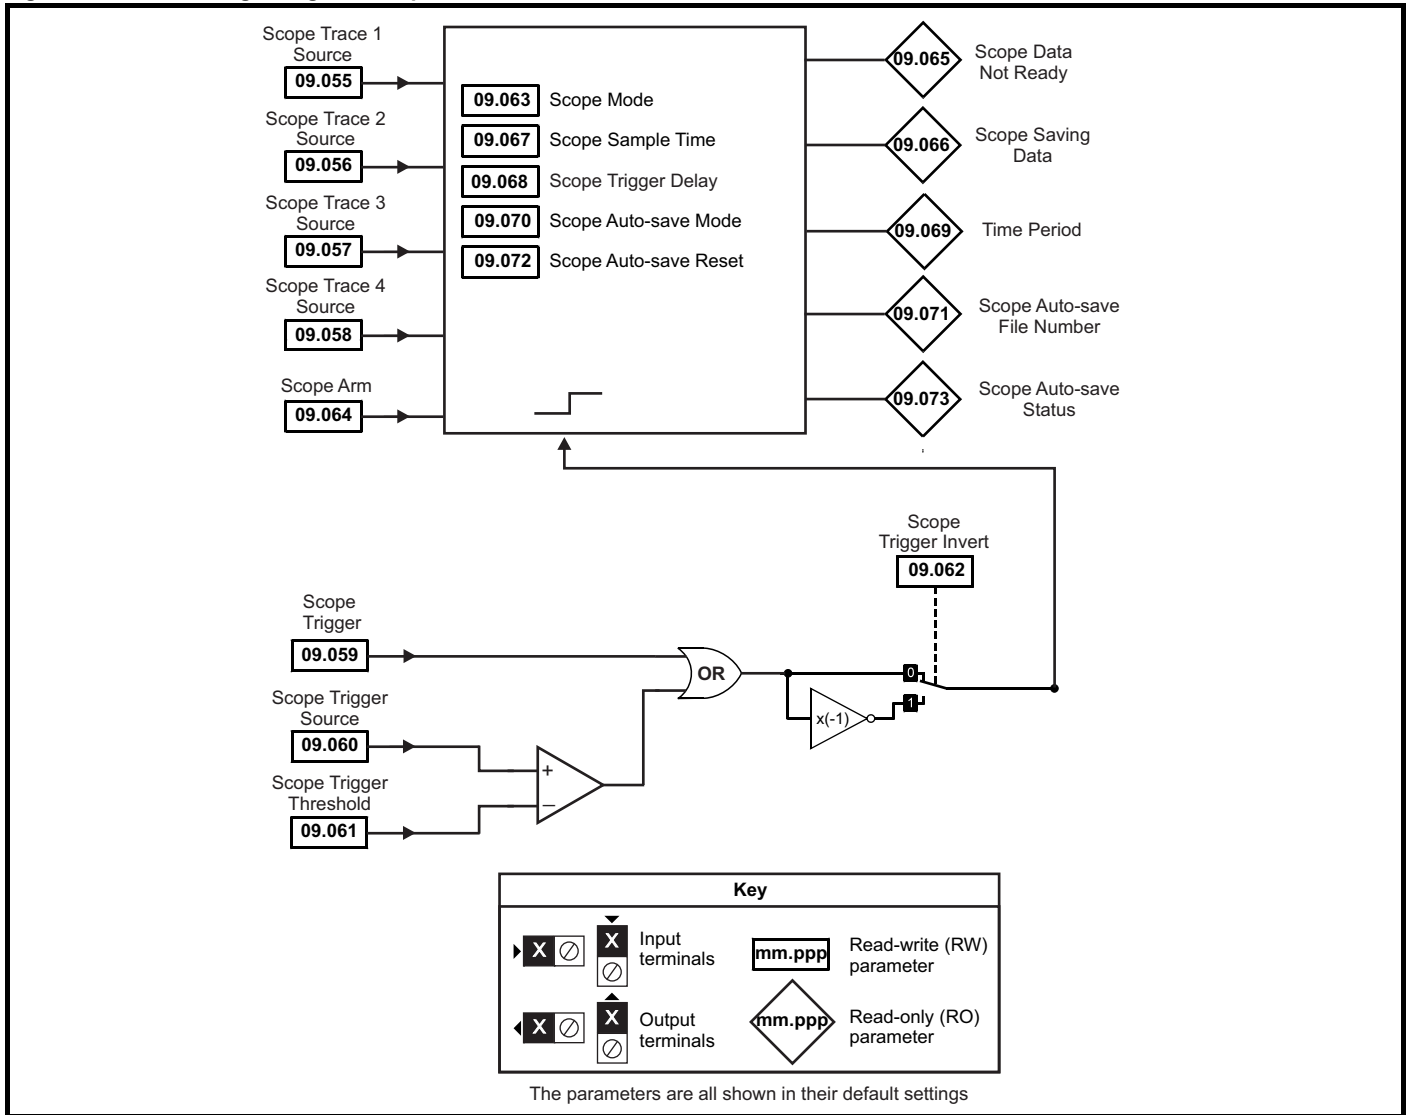 Scope Trace 1
Source
09.055
Scope Trace 2
Source
09.056
Scope Trace 3
Source
09.057
Scope Trace 4
Source
09.058
Scope Arm
09.064
09.063 Scope Mode
09.067 Scope Sample Time
09.068 Scope Trigger Delay
09.070 Scope Auto-save Mode
09.072 Scope Auto-save Reset
09.065
Scope Data
Not Ready
09.066
Scope Saving
Data
09.069
Time Period
09.071
Scope Auto-save
File Number
09.073
Scope Auto-save
Status
Scope
Trigger Invert
09.062
Scope
Trigger
09.059
Scope Trigger
Source
09.060
Scope Trigger
Threshold
09.061
+
–
OR
x(-1)
0
1
Key
X
X
Input
terminals
mm.ppp
Read-write (RW)
parameter
X
X
Output
terminals
mm.ppp
Read-only (RO)
parameter
The parameters are all shown in their default settings